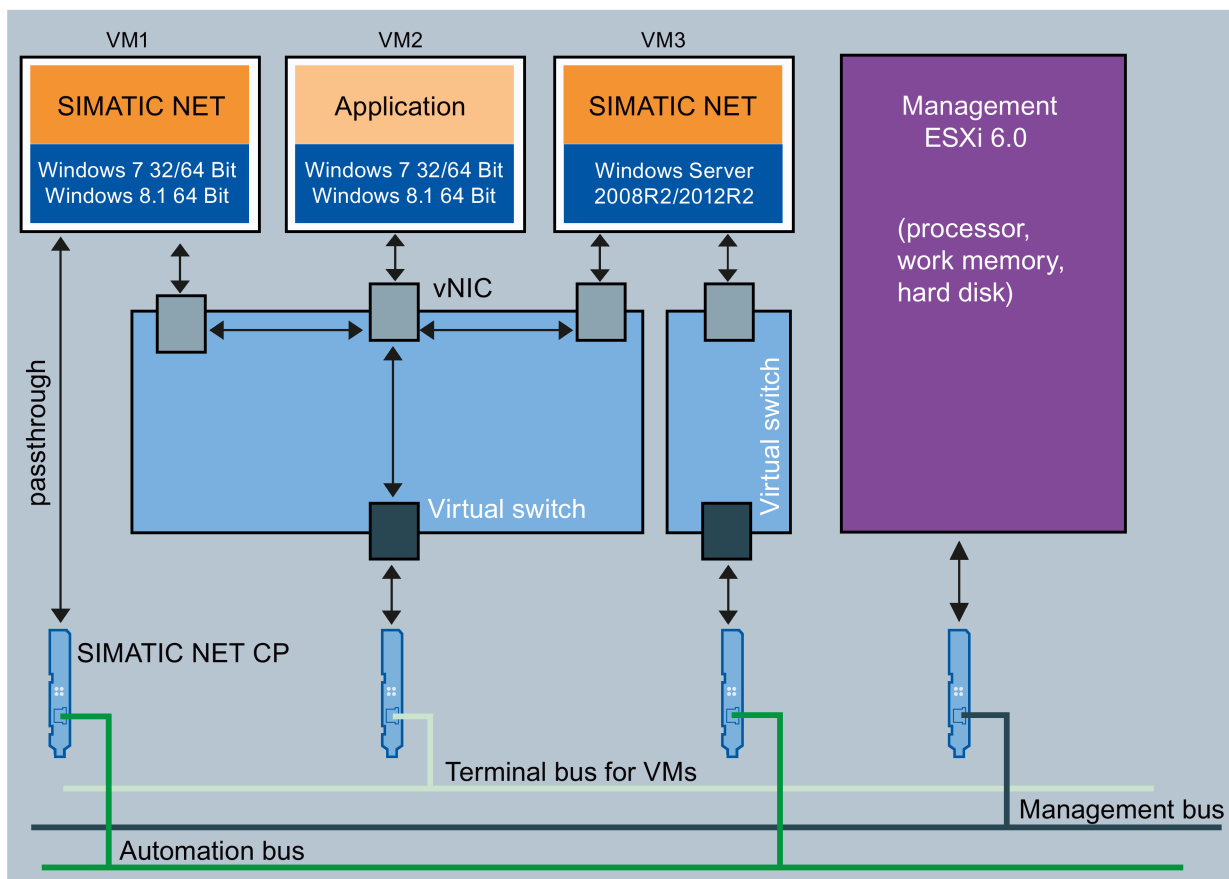 VM1
VM2
VM3
SIMATIC NET
Windows 7 32/64 Bit
Windows 8.1 64 Bit
Application
Windows 7 32/64 Bit
Windows 8.1 64 Bit
SIMATIC NET
Windows Server
2008R2/2012R2
Management
ESXi 6.0
(processor,
work memory,
hard disk)
vNIC
passthrough
Virtual switch
Virtual switch
SIMATIC NET CP
Terminal bus for VMs
Management bus
Automation bus